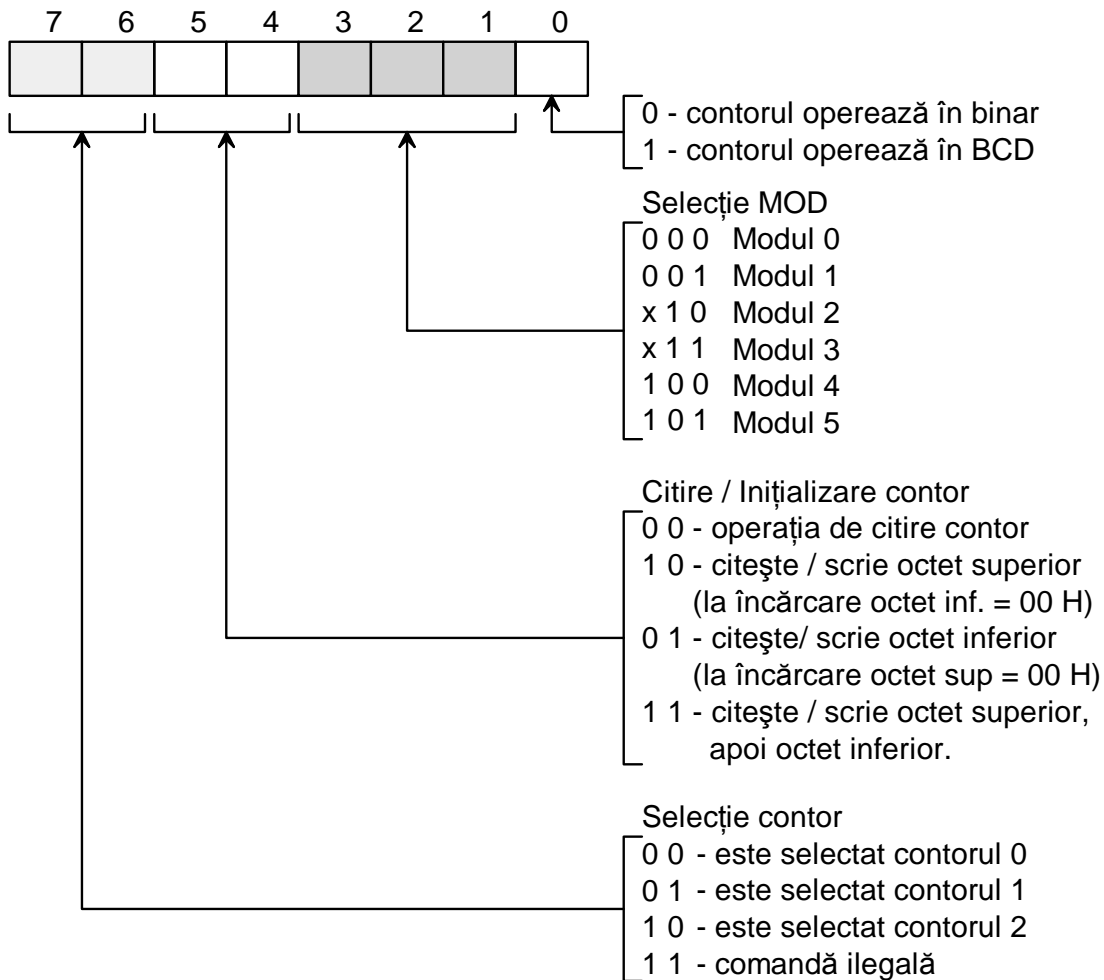 7 6 5 4 3 2 1 0
0 - contorul operează în binar
1 - contorul operează în BCD
Selecţie MOD
0 0 0 Modul 0
0 0 1 Modul 1
x 1 0 Modul 2
x 1 1 Modul 3
1 0 0 Modul 4
1 0 1 Modul 5
Citire / Iniţializare contor
0 0 - operaţia de citire contor
1 0 - citeşte / scrie octet superior
(la încărcare octet inf. = 00 H)
0 1 - citeşte/ scrie octet inferior
(la încărcare octet sup = 00 H)
1 1 - citeşte / scrie octet superior,
apoi octet inferior.
Selecţie contor
0 0 - este selectat contorul 0
0 1 - este selectat contorul 1
1 0 - este selectat contorul 2
1 1 - comandă ilegală